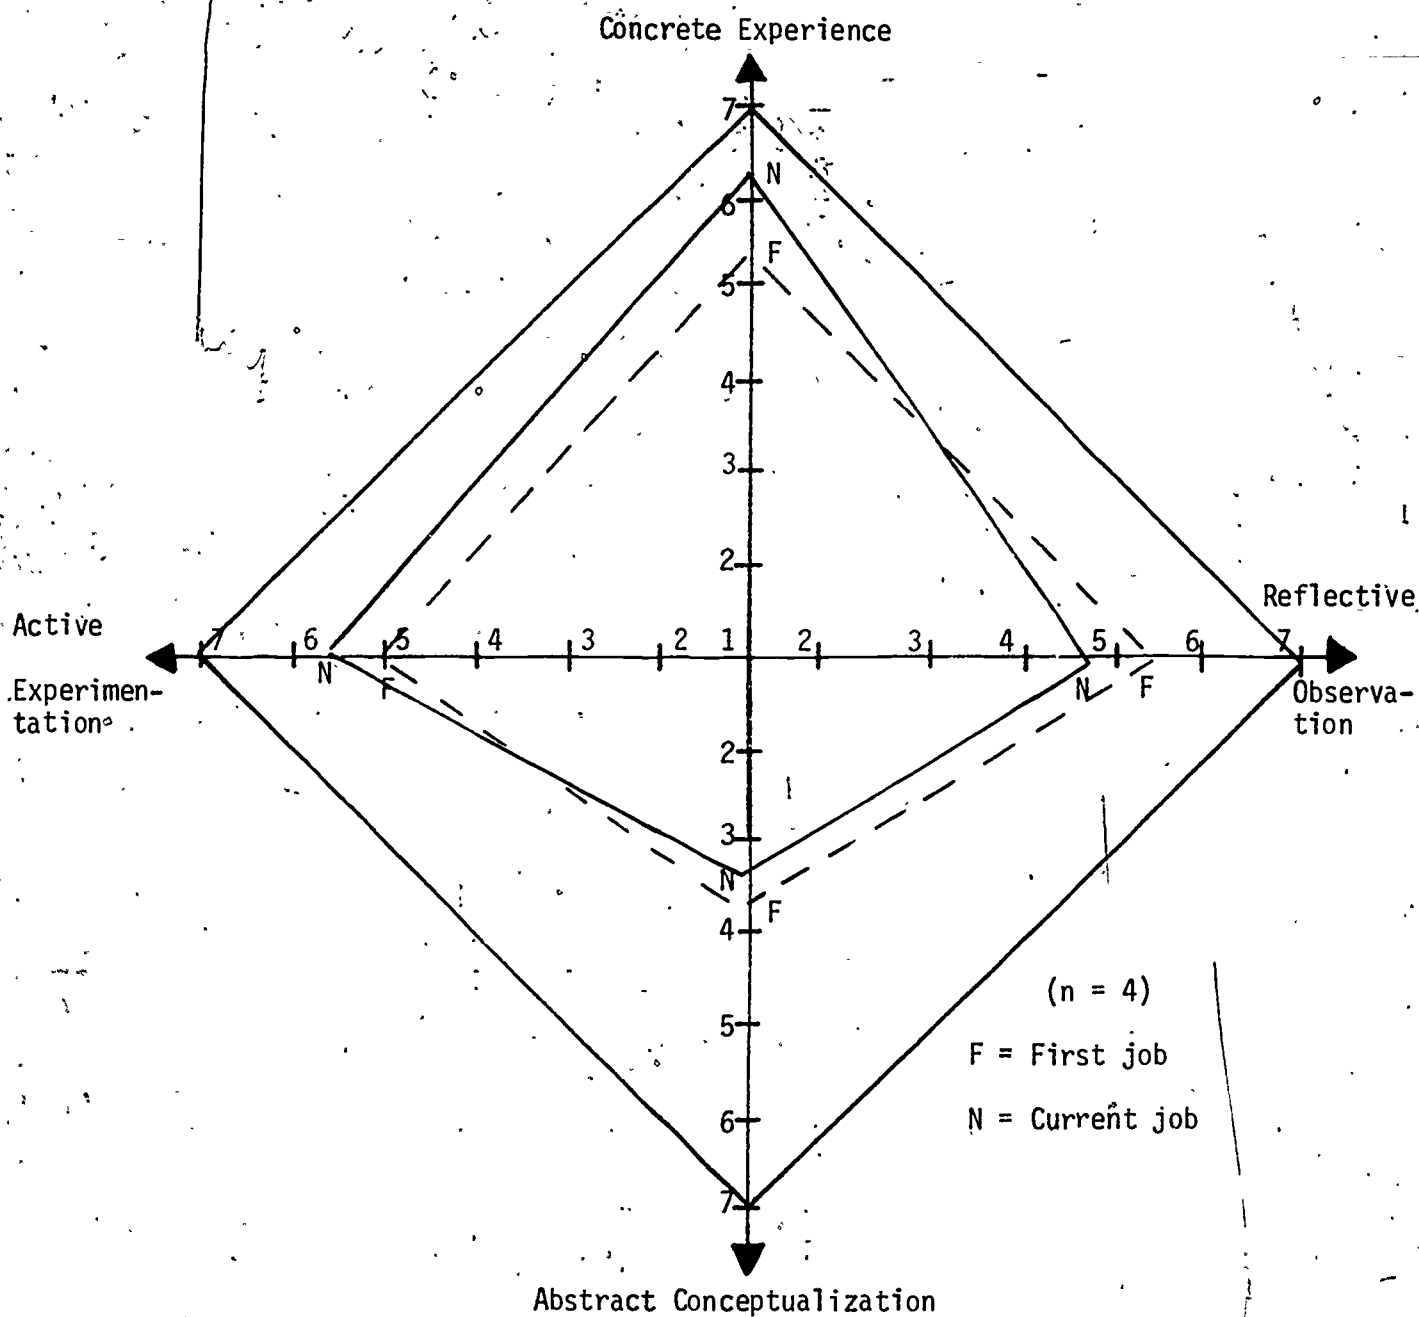 Concrete Experience
7
N
6
F
5
4
3
2
Active
Experimen-
tation
7 6 5 4 3 2 1 2 3 4 5 6 7
Reflective
Observa-
tion
N F N F
2
3
N
F
4
5
6
7
(n = 4)
F = First job
N = Current job
Abstract Conceptualization